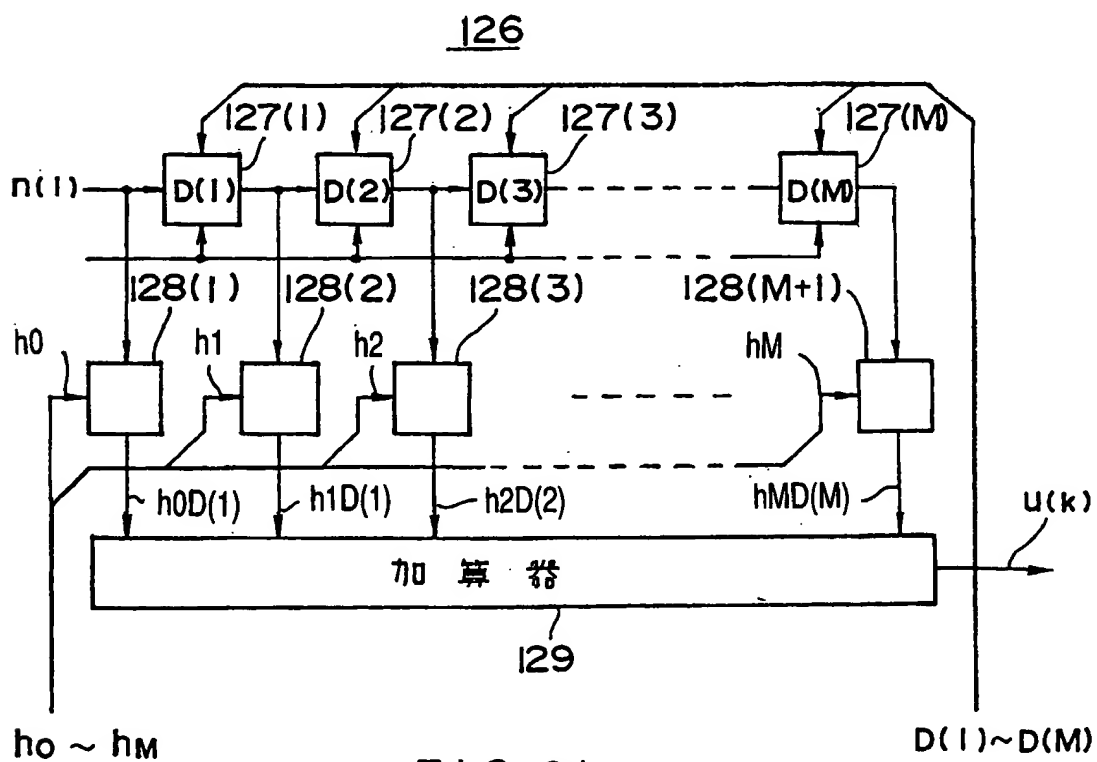 126
127(1) 127(2) 127(3) 127(M)
n(1) D(1) D(2) D(3) D(M)
128(1) 128(2) 128(3) 128(M+1)
h0 h1 h2 hM
h0D(1) h1D(1) h2D(2) hMD(M) u(k)
加算器
129
h0 ~ hM D(1)~D(M)